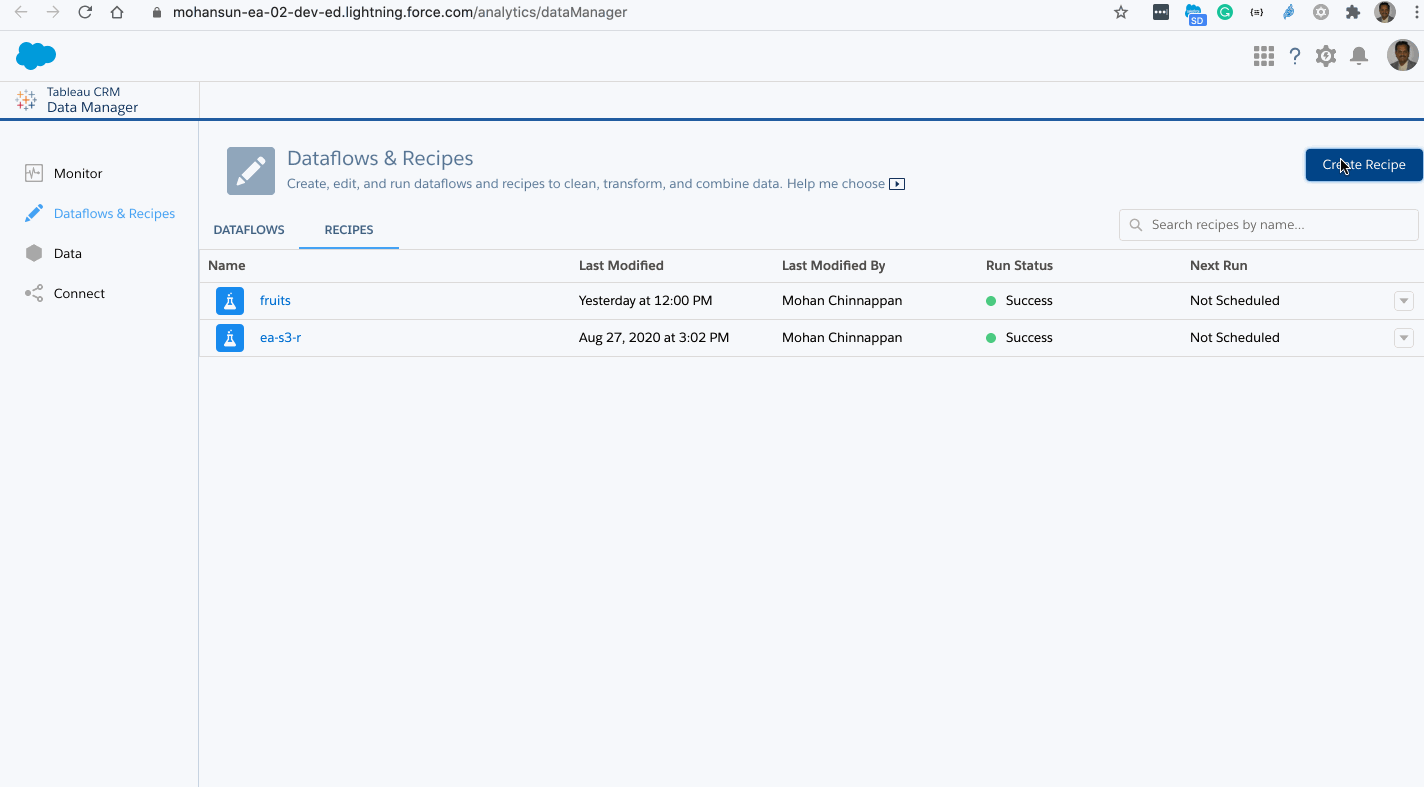 mohansun-ea-02-dev-ed.lightning.force.com/analytics/dataManager
SD
Tableau CRM
Data Manager
Monitor
Dataflows & Recipes
Data
Connect
Dataflows & Recipes
Create, edit, and run dataflows and recipes to clean, transform, and combine data. Help me choose
Create Recipe
DATAFLOWS RECIPES
Search recipes by name...
Name Last Modified Last Modified By Run Status Next Run
fruits Yesterday at 12:00 PM Mohan Chinnappan Success Not Scheduled
ea-s3-r Aug 27, 2020 at 3:02 PM Mohan Chinnappan Success Not Scheduled